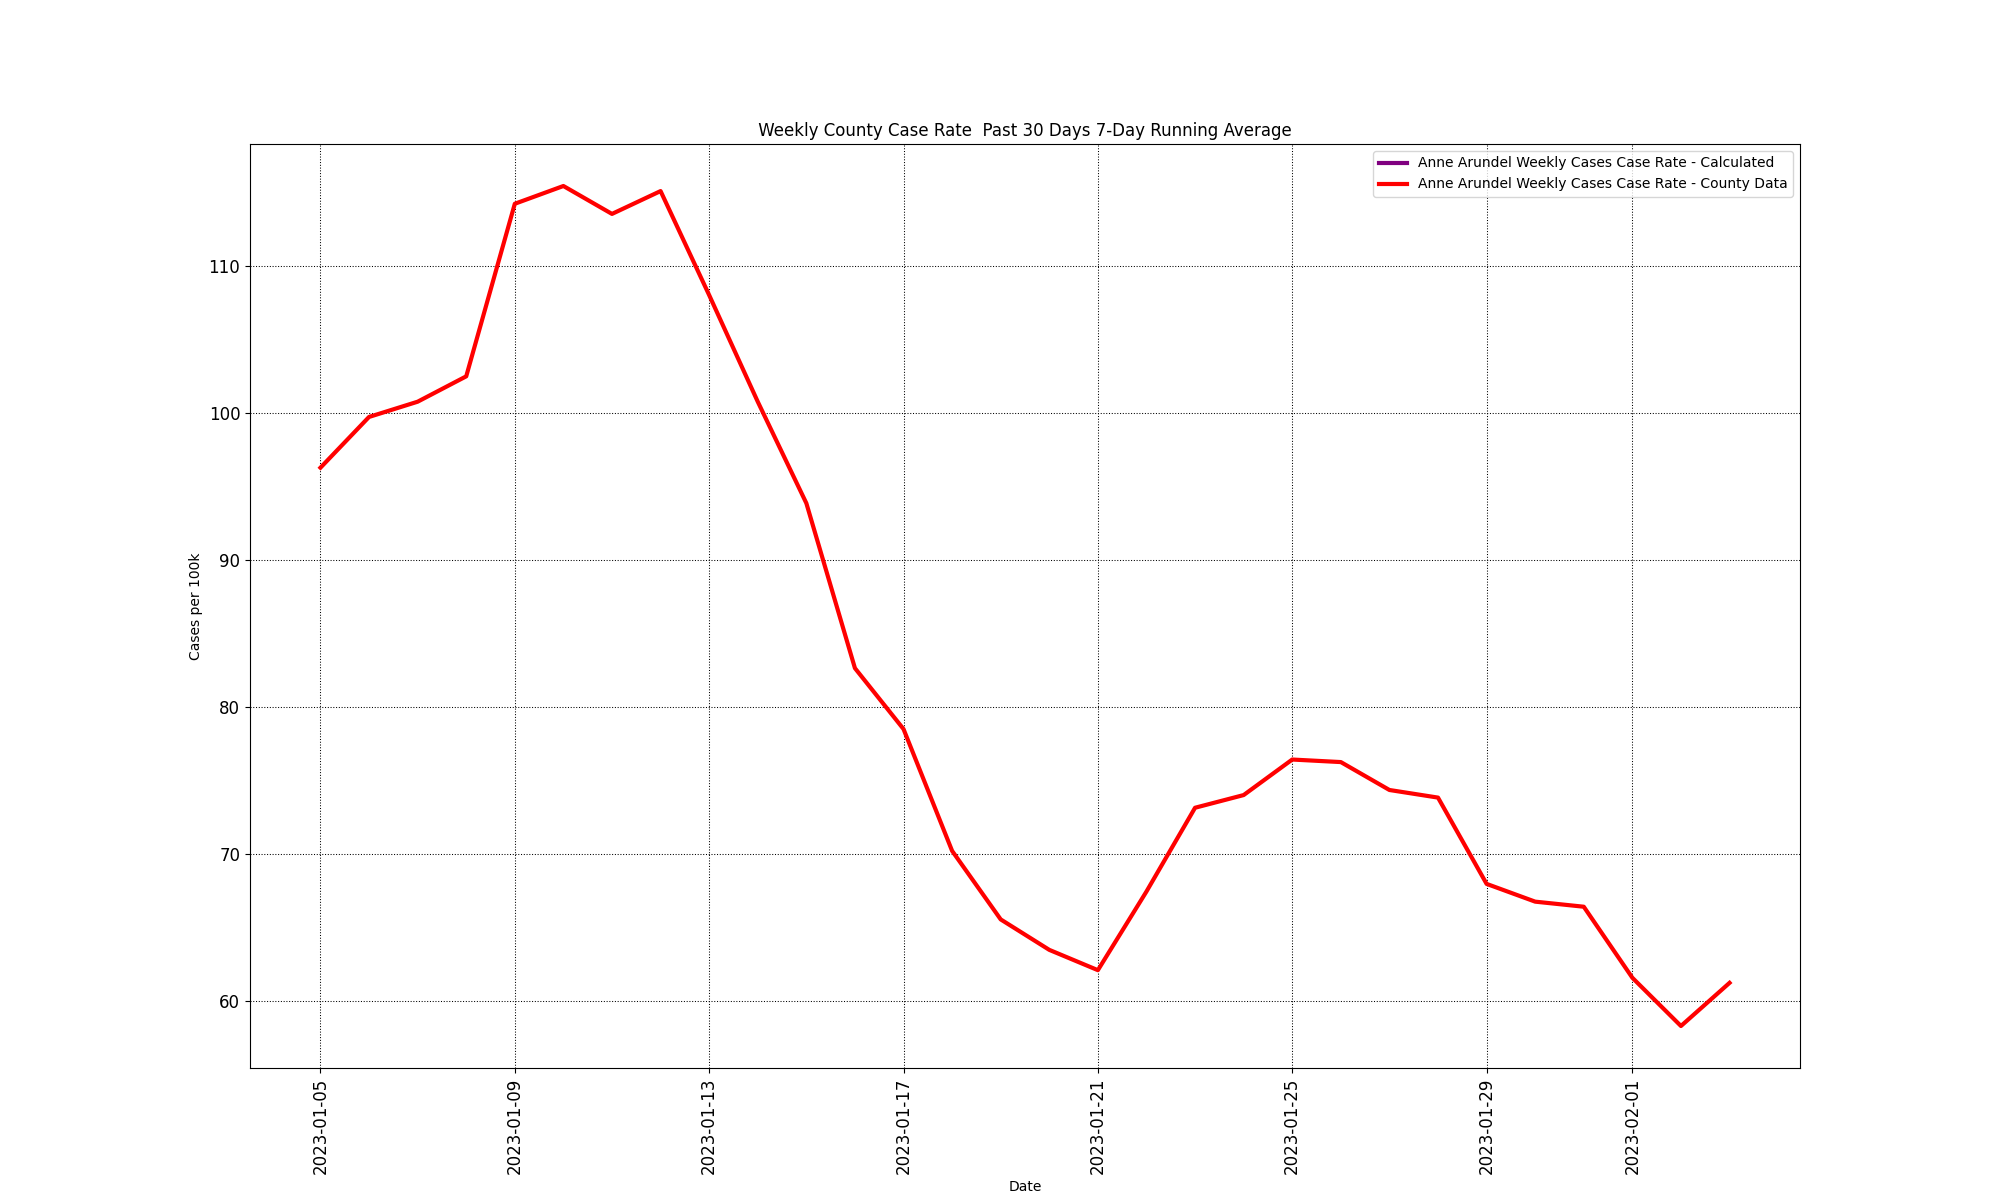 Weekly County Case Rate  Past 30 Days 7-Day Running Average
Anne Arundel Weekly Cases Case Rate - Calculated
Anne Arundel Weekly Cases Case Rate - County Data
Cases per 100k
110
100
90
80
70
60
2023-01-05
2023-01-09
2023-01-13
2023-01-17
2023-01-21
2023-01-25
2023-01-29
2023-02-01
Date